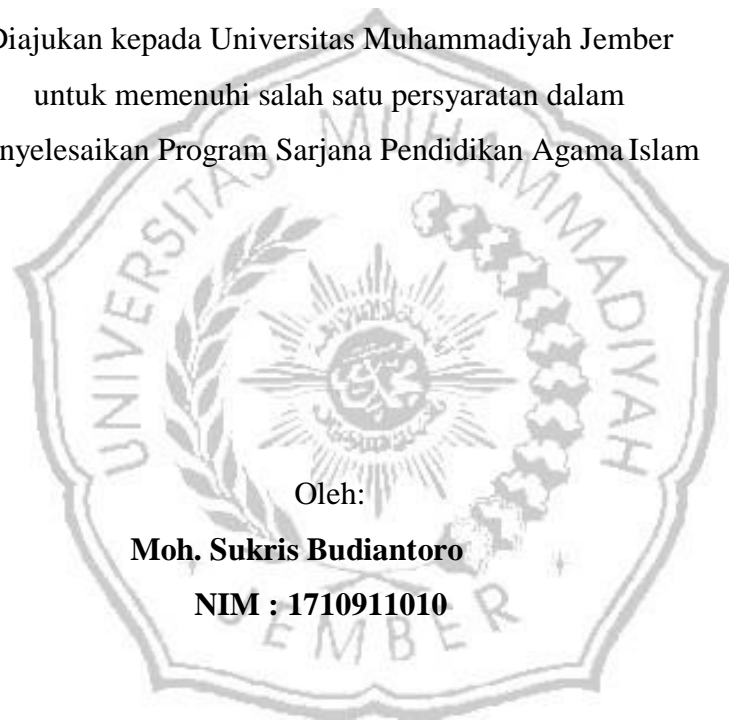 Diajukan kepada Universitas Muhammadiyah Jember
untuk memenuhi salah satu persyaratan dalam
nyelesaikan Program Sarjana Pendidikan Agama Islam
UNIVERSITAS MUHAMMADIYAH
Oleh:
Moh. Sukris Budiantoro
NIM : 1710911010
JEMBER